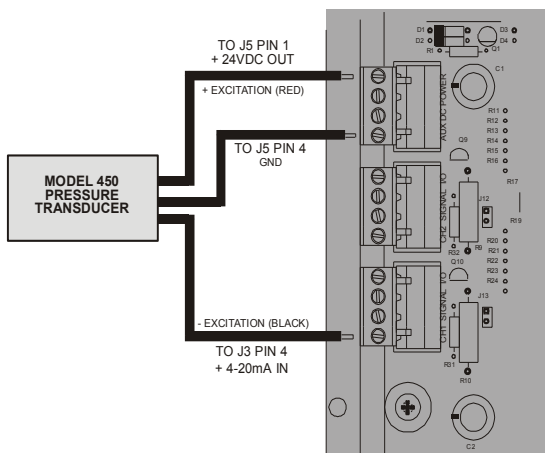 TO J5 PIN 1
+ 24VDC OUT
+ EXCITATION (RED)
TO J5 PIN 4
GND
MODEL 450
PRESSURE
TRANSDUCER
- EXCITATION (BLACK)
TO J3 PIN 4
+ 4-20mA IN
D1
D2
R1
Q1
D3
D4
C1
AUX DC POWER
R11
R12
R13
R14
R15
R16
Q9
R17
CH2 SIGNAL I/O
J12
R19
R32
R9
R20
R21
R22
R23
R24
Q10
CH1 SIGNAL I/O
J13
R31
R10
C2